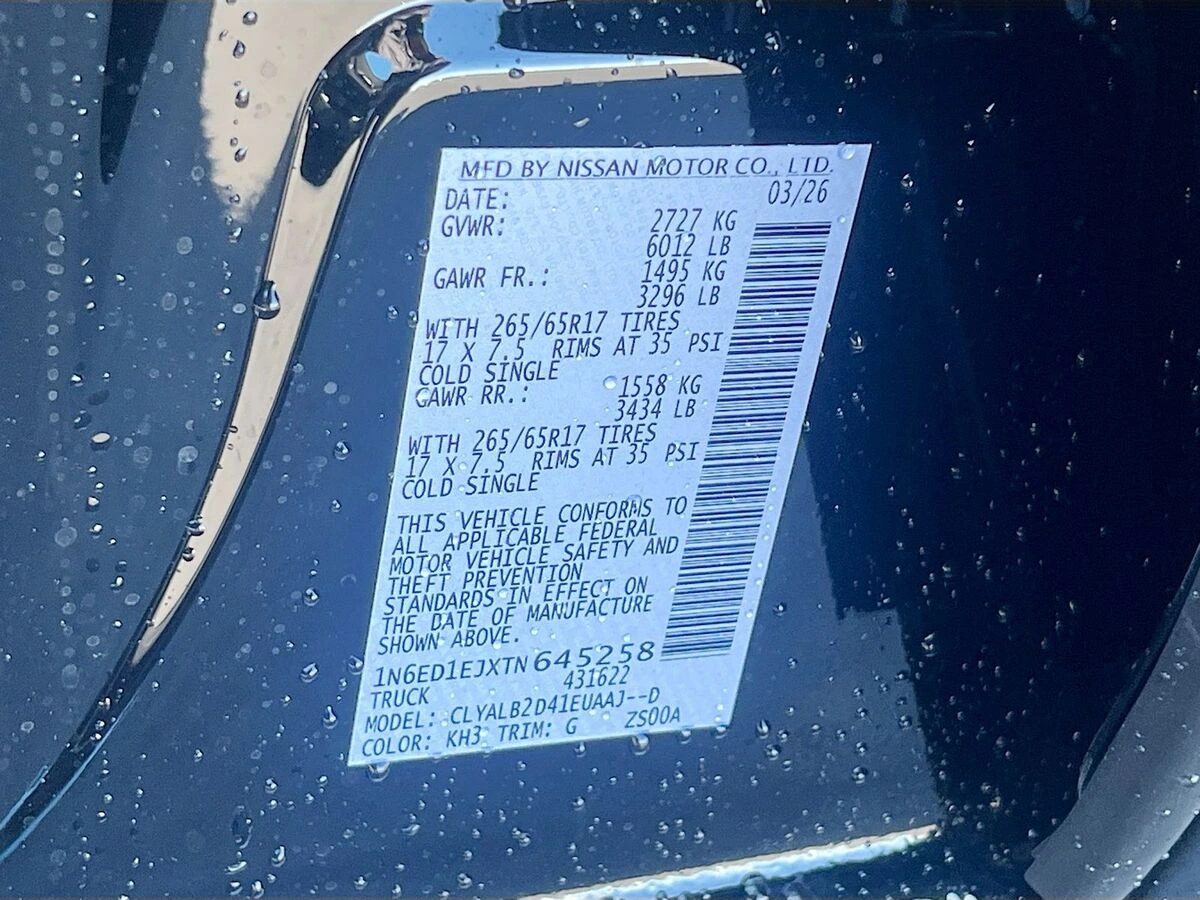 MFD BY NISSAN MOTOR CO., LTD.
DATE: 03/26
GVWR: 2727 KG
6012 LB
GAWR FR.: 1495 KG
3296 LB
WITH 265/65R17 TIRES
17 X 7.5 RIMS AT 35 PSI
COLD SINGLE
GAWR RR.: 1558 KG
3434 LB
WITH 265/65R17 TIRES
17 X 7.5 RIMS AT 35 PSI
COLD SINGLE
THIS VEHICLE CONFORMS TO
ALL APPLICABLE FEDERAL
MOTOR VEHICLE SAFETY AND
THEFT PREVENTION
STANDARDS IN EFFECT ON
THE DATE OF MANUFACTURE
SHOWN ABOVE.
1N6ED1EJXTN645258
TRUCK 431622
MODEL: CLYALB2D41EUAAJ--D
COLOR: KH3 TRIM: G ZS00A